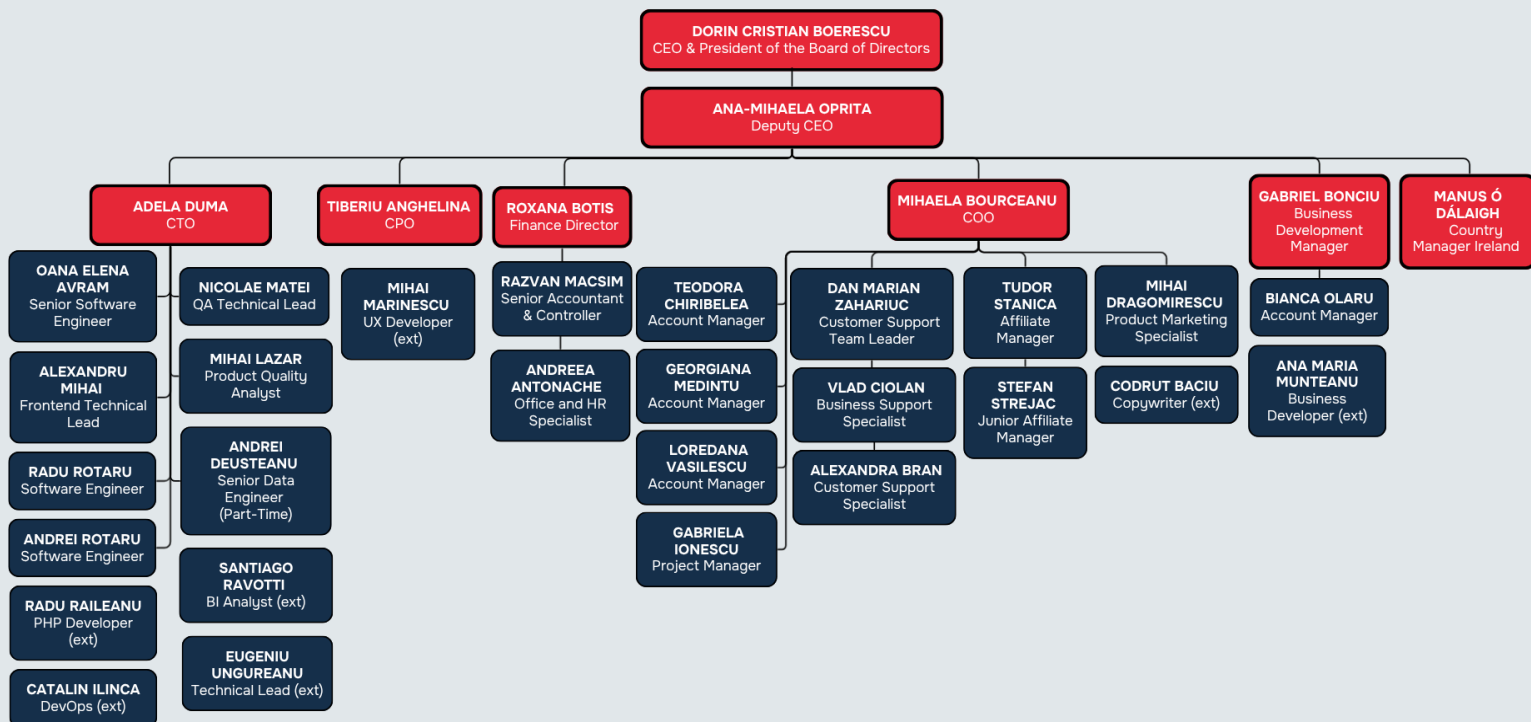 DORIN CRISTIAN BOERESCU
CEO & President of the Board of Directors
ANA-MIHAELA OPRITA
Deputy CEO
ADELA DUMA
CTO
TIBERIU ANGHELINA
CPO
ROXANA BOTIS
Finance Director
MIHAELA BOURCEANU
COO
GABRIEL BONCIU
Business
Development
Manager
MANUS Ó
DÁLAIGH
Country
Manager Ireland
OANA ELENA
AVRAM
Senior Software
Engineer
ALEXANDRU
MIHAI
Frontend Technical
Lead
RADU ROTARU
Software Engineer
ANDREI ROTARU
Software Engineer
RADU RAILEANU
PHP Developer
(ext)
CATALIN ILINCA
DevOps (ext)
NICOLAE MATEI
QA Technical Lead
MIHAI LAZAR
Product Quality
Analyst
ANDREI
DEUSTEANU
Senior Data
Engineer
(Part-Time)
SANTIAGO
RAVOTTI
BI Analyst (ext)
EUGENIU
UNGUREANU
Technical Lead (ext)
MIHAI
MARINESCU
UX Developer
(ext)
RAZVAN MACSIM
Senior Accountant
& Controller
ANDREEA
ANTONACHE
Office and HR
Specialist
TEODORA
CHIRIBELEA
Account Manager
GEORGIANA
MEDINTU
Account Manager
LOREDANA
VASILESCU
Account Manager
GABRIELA
IONESCU
Project Manager
DAN MARIAN
ZAHARIUC
Customer Support
Team Leader
VLAD CIOLAN
Business Support
Specialist
ALEXANDRA BRAN
Customer Support
Specialist
TUDOR
STANICA
Affiliate
Manager
STEFAN
STREJAC
Junior Affiliate
Manager
MIHAI
DRAGOMIRESCU
Product Marketing
Specialist
CODRUT BACIU
Copywriter (ext)
BIANCA OLARU
Account Manager
ANA MARIA
MUNTEANU
Business
Developer (ext)